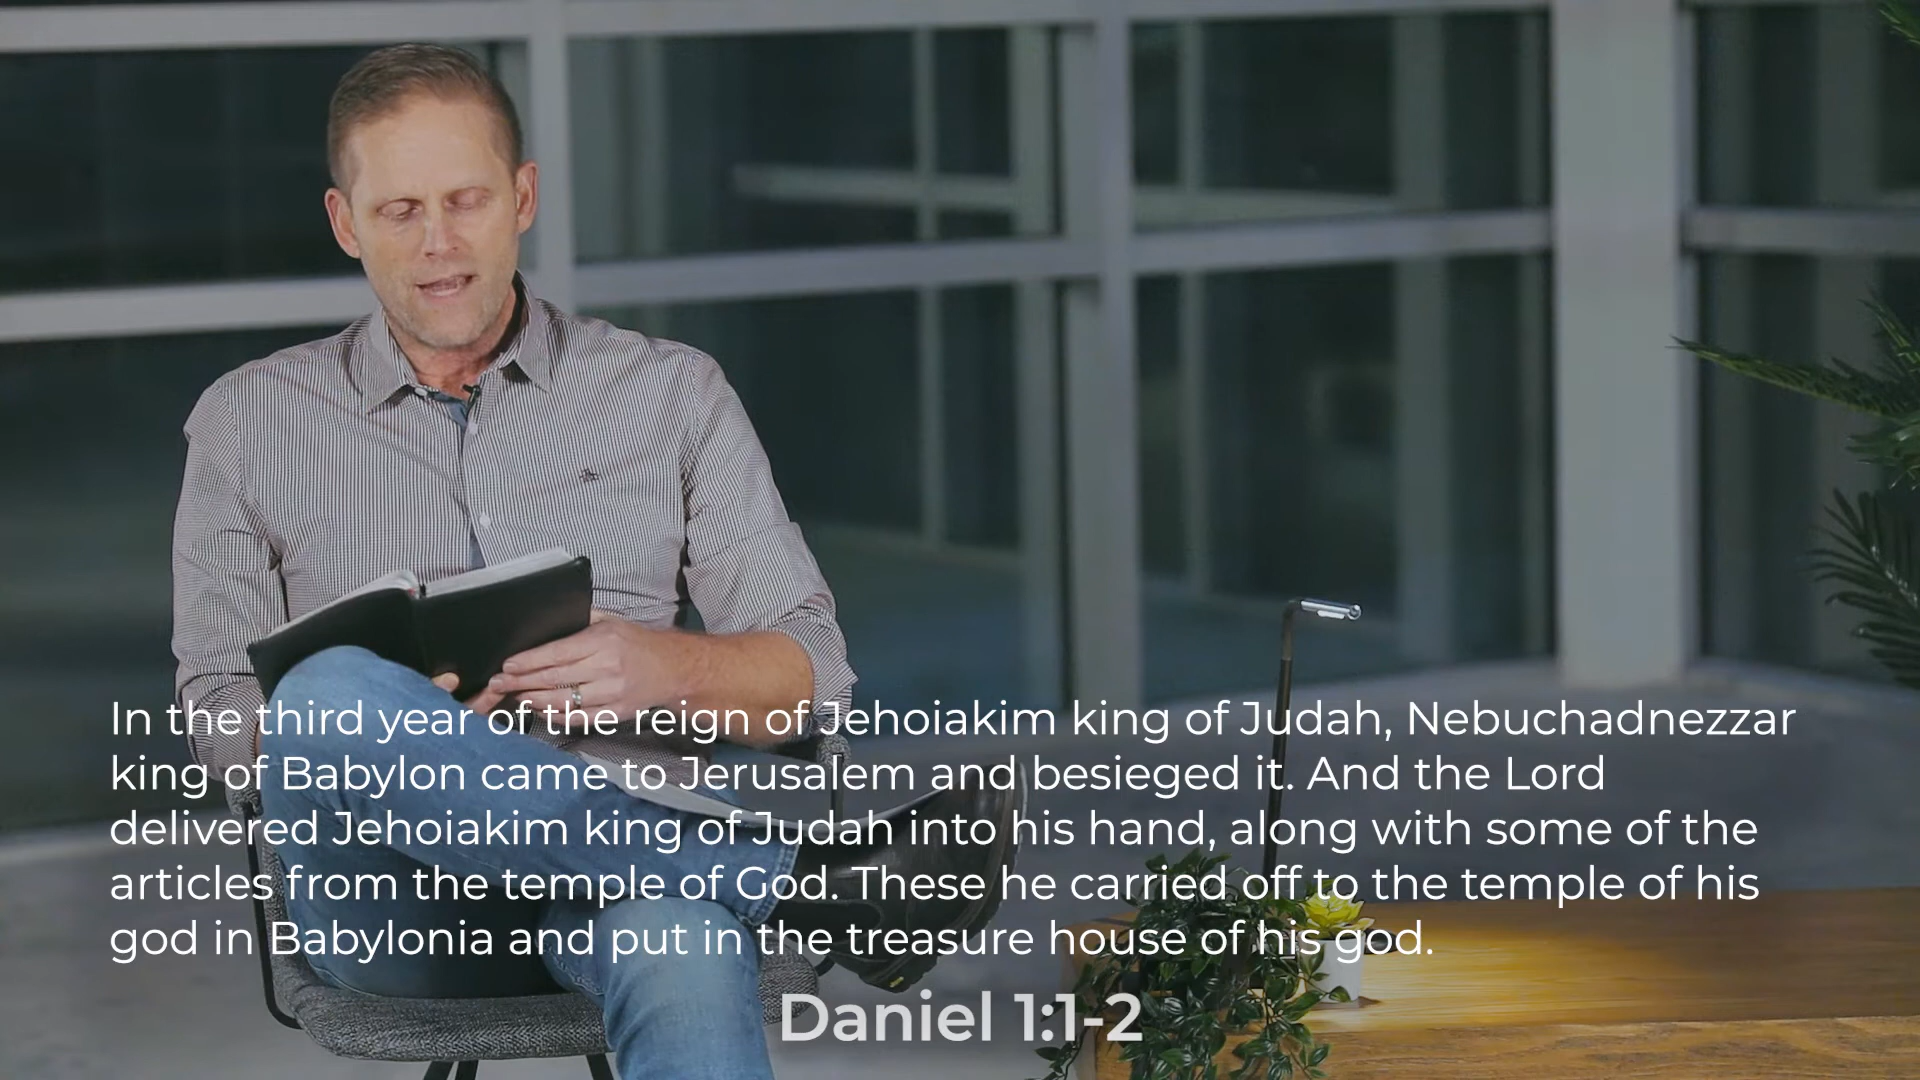 In the third year of the reign of Jehoiakim king of Judah, Nebuchadnezzar
king of Babylon came to Jerusalem and besieged it. And the Lord
delivered Jehoiakim king of Judah into his hand, along with some of the
articles from the temple of God. These he carried off to the temple of his
god in Babylonia and put in the treasure house of his god.
Daniel 1:1-2